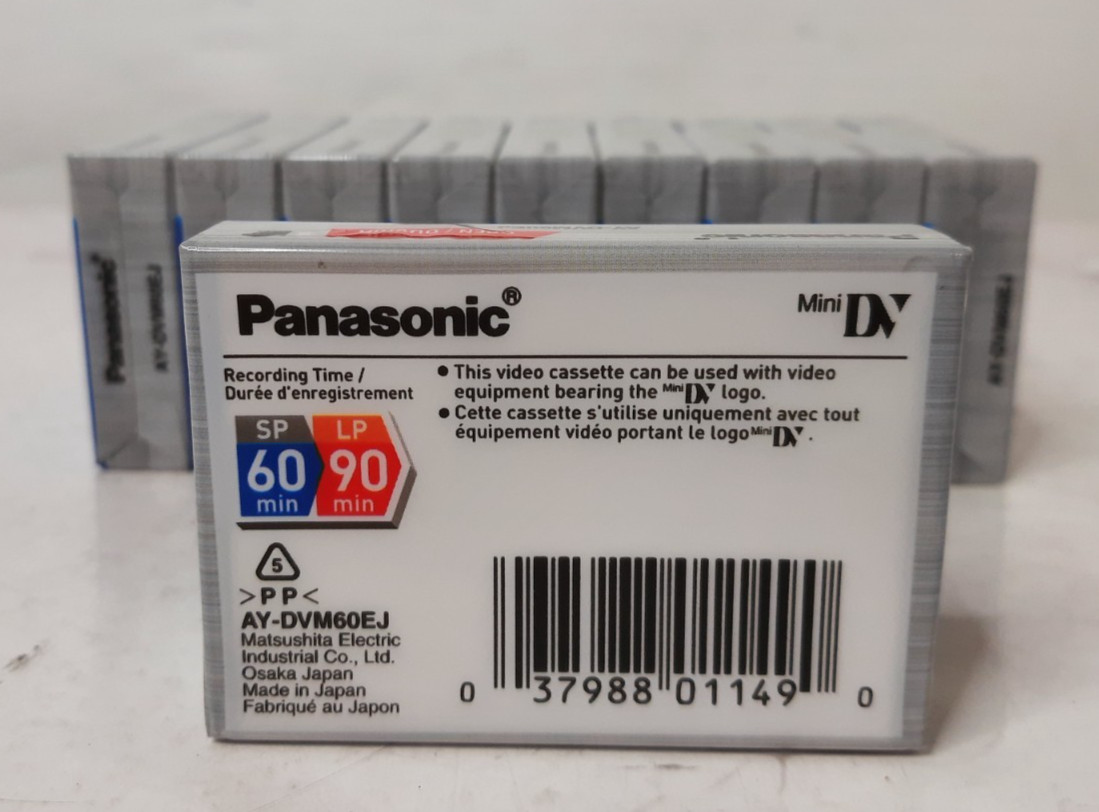 Panasonic®
Mini DV
Recording Time /
Durée d'enregistrement
SP
60
min
LP
90
min
● This video cassette can be used with video
equipment bearing the Mini DV logo.
● Cette cassette s'utilise uniquement avec tout
équipement vidéo portant le logo Mini DV .
5
>PP<
AY-DVM60EJ
Matsushita Electric
Industrial Co., Ltd.
Osaka Japan
Made in Japan
Fabriqué au Japon
0 37988 01149 0
Panasonic
Panasonic